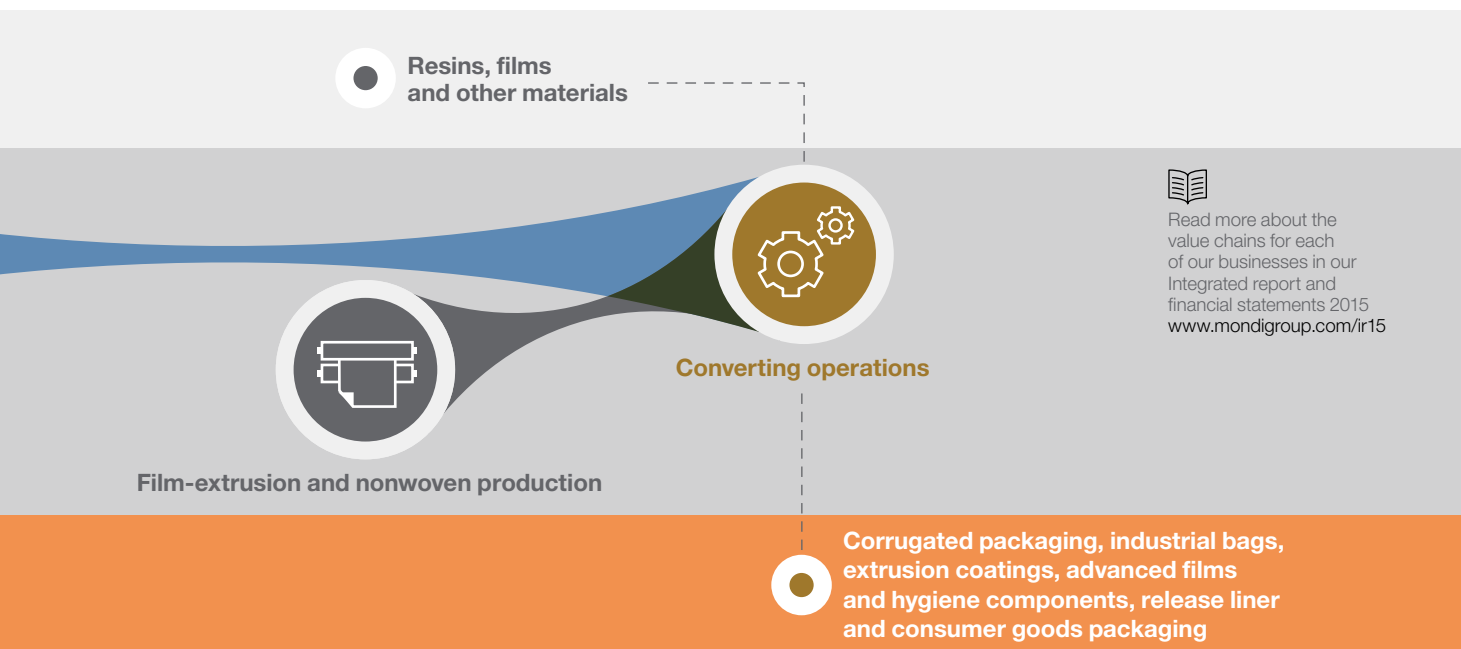 Resins, films
and other materials
Read more about the
value chains for each
of our businesses in our
Integrated report and
financial statements 2015
www.mondigroup.com/ir15
Converting operations
Film-extrusion and nonwoven production
Corrugated packaging, industrial bags,
extrusion coatings, advanced films
and hygiene components, release liner
and consumer goods packaging